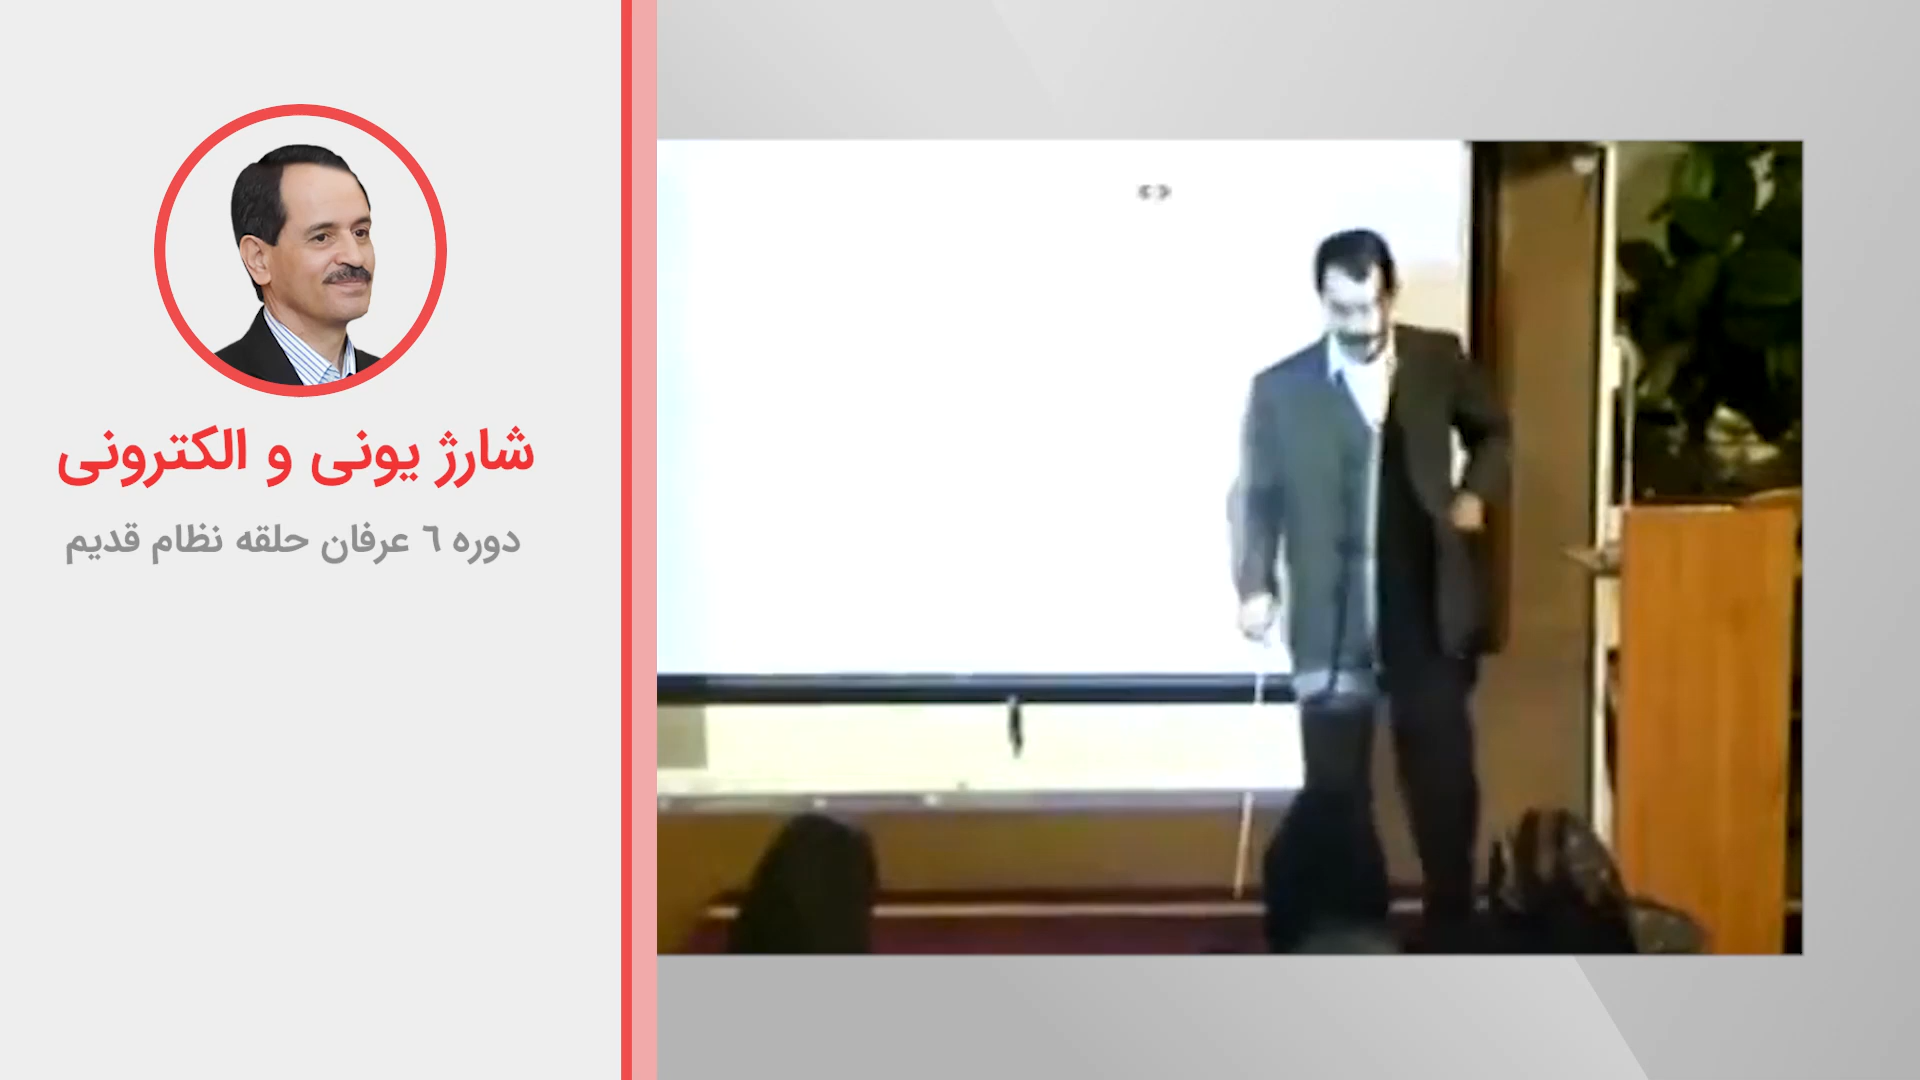 شارژ یونی و الکترونی
دوره ٦ عرفان حلقه نظام قدیم